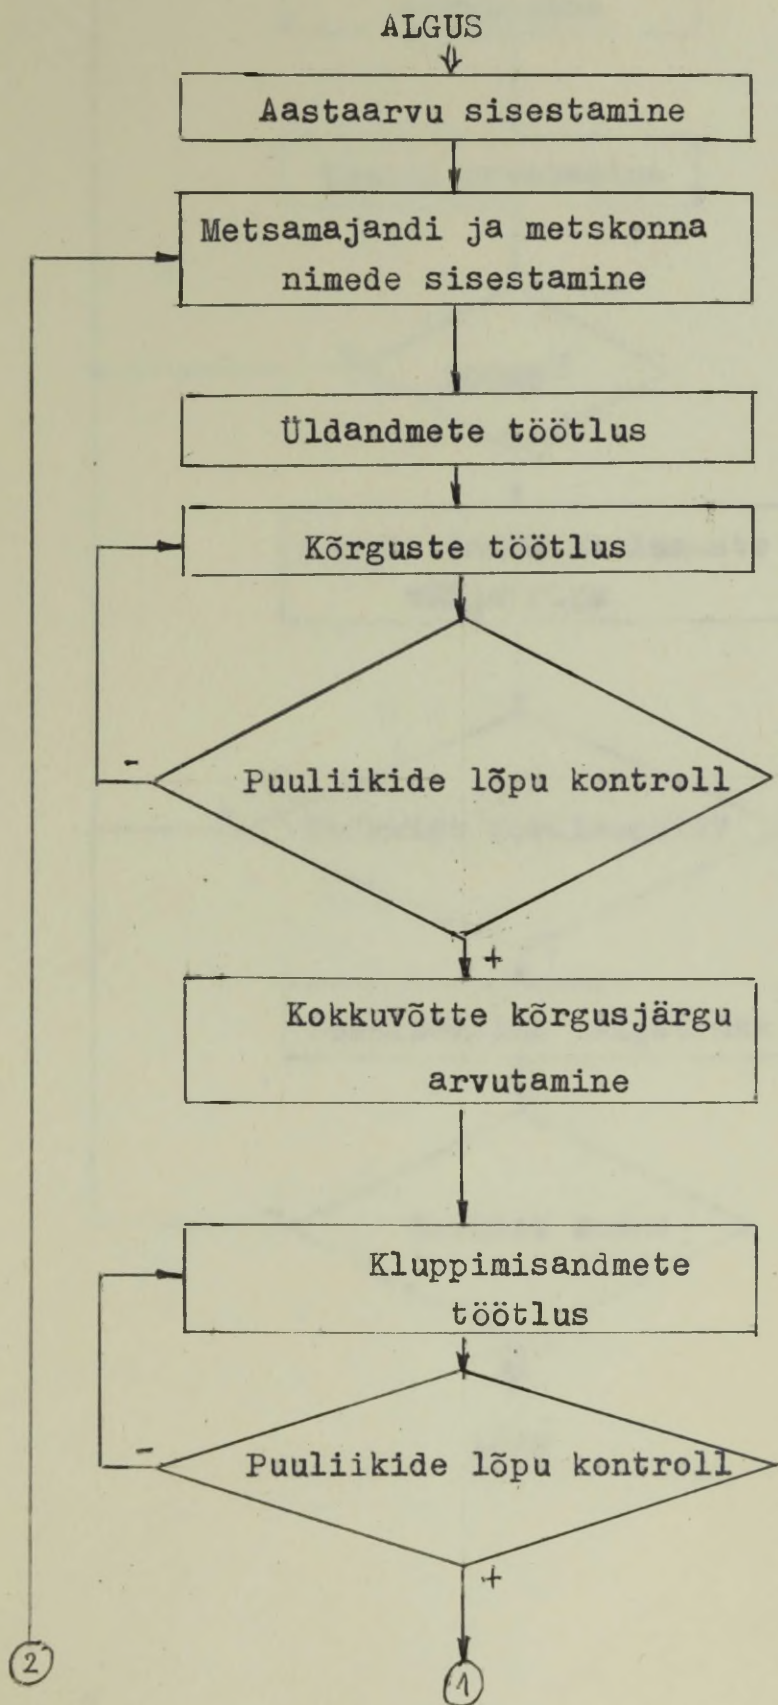 ALGUS
Aastaarvu sisestamine
Metsamajandi ja metskonna
nimede sisestamine
Üldandmete töötlus
Kõrguste töötlus
-
Puuliikide lõpu kontroll
+
Kokkuvõtte kõrgusjärgu
arvutamine
Kluppimisandmete
töötlus
-
Puuliikide lõpu kontroll
+
2
1